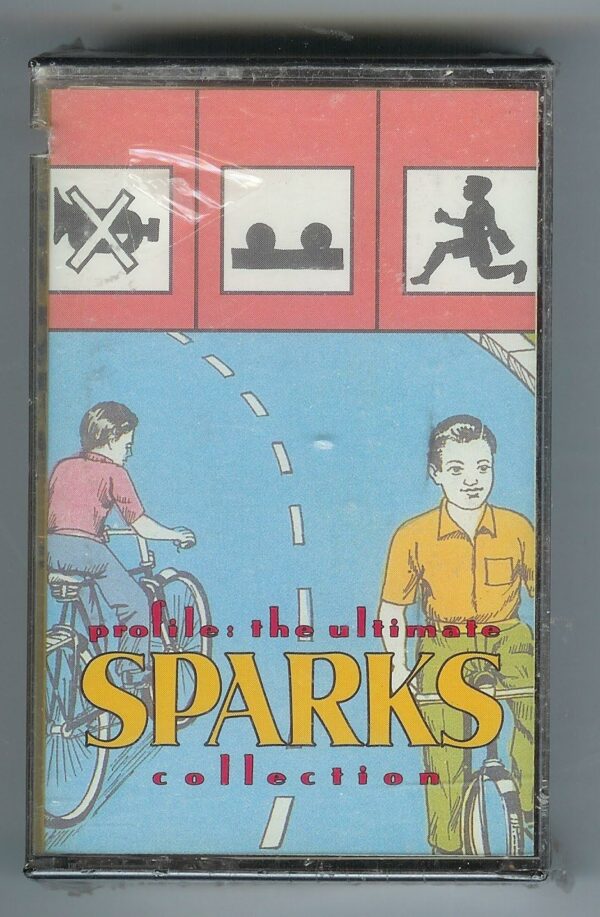 profile: the ultimate
SPARKS
collection